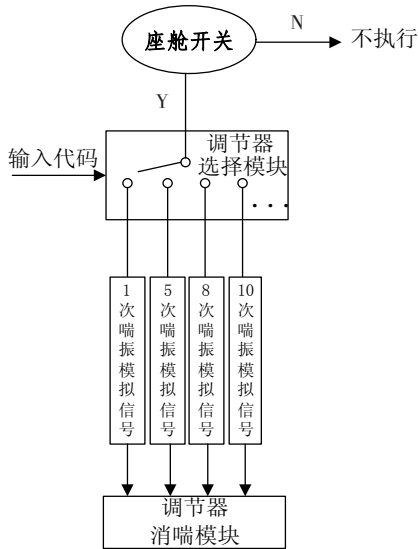 座舱开关
N
不执行
Y
输入代码
调节器
选择模块
...
1次喘振模拟信号
5次喘振模拟信号
8次喘振模拟信号
10次喘振模拟信号
调节器
消喘模块